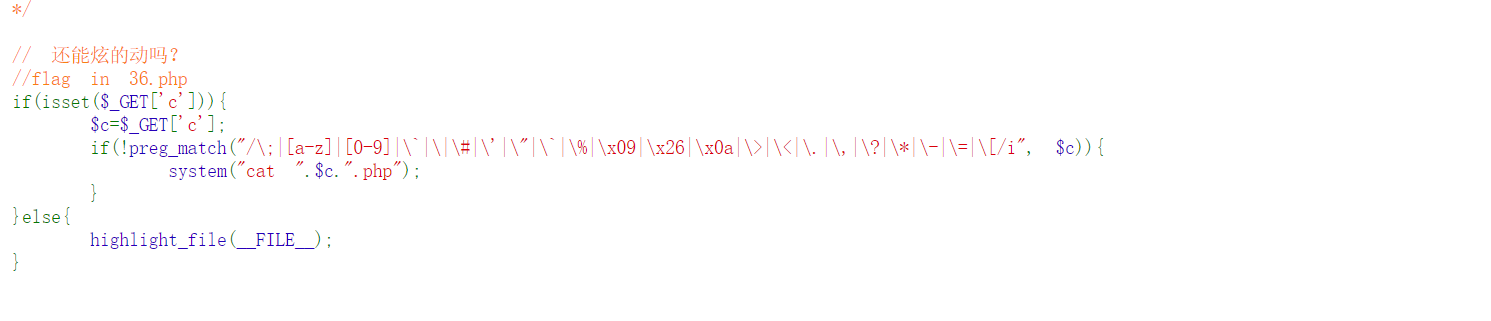 */
// 还能炫的动吗？
//flag in 36.php
if(isset($_GET['c'])){
$c=$_GET['c'];
if(!preg_match("/\;|[a-z]|[0-9]|\`|\|\#|\'|\"|\`|\%|\x09|\x26|\x0a|\>|\<|\.|\,|\?|\*|\-|\=|\[/i", $c)){
system("cat ".$c.".php");
}
}else{
highlight_file(__FILE__);
}